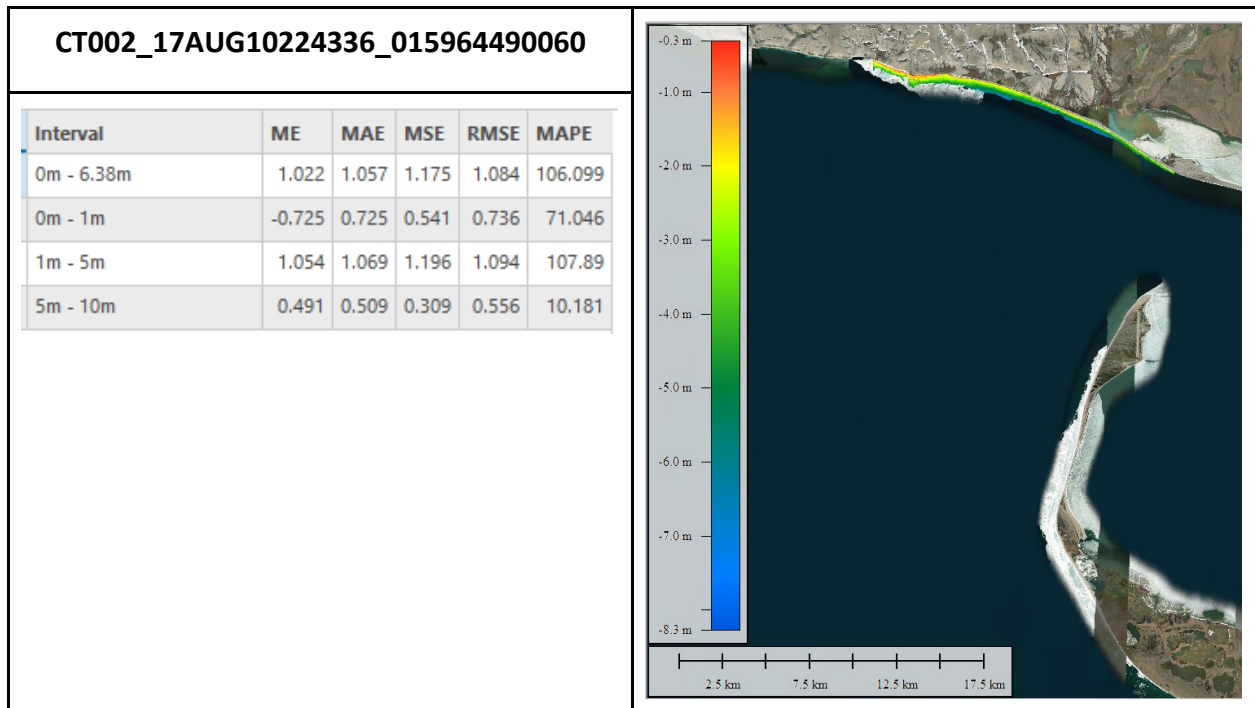 CT002_17AUG10224336_015964490060
Interval ME MAE MSE RMSE MAPE
0m - 6.38m 1.022 1.057 1.175 1.084 106.099
0m - 1m -0.725 0.725 0.541 0.736 71.046
1m - 5m 1.054 1.069 1.196 1.094 107.89
5m - 10m 0.491 0.509 0.309 0.556 10.181
-0.3 m
-1.0 m
-2.0 m
-3.0 m
-4.0 m
-5.0 m
-6.0 m
-7.0 m
-8.3 m
2.5 km 7.5 km 12.5 km 17.5 km